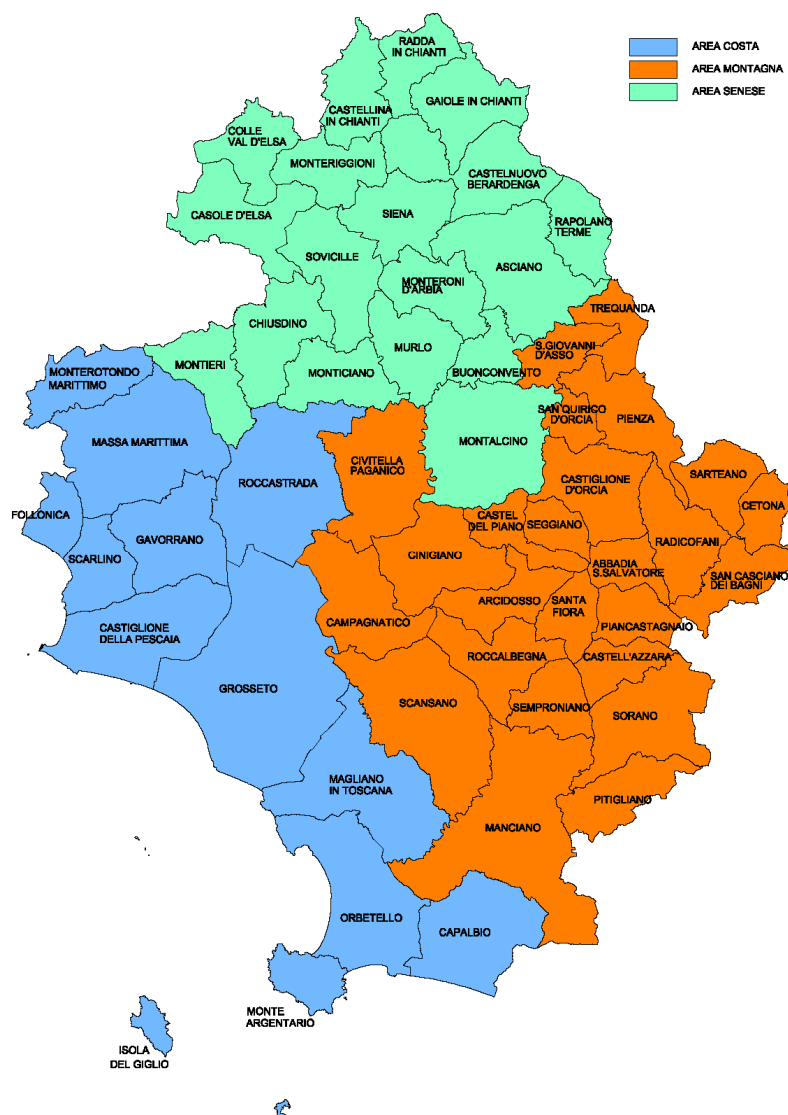 RADDA
IN CHIANTI
AREA COSTA
AREA MONTAGNA
AREA SENESE
GAIOLE IN CHIANTI
CASTELLINA
IN CHIANTI
COLLE
VAL D'ELSA
MONTERIGGIONI
CASTELNUOVO
BERARDENGA
CASOLE D'ELSA
SIENA
RAPOLANO
TERME
SOVICILLE
ASCIANO
MONTERONI
D'ARBIA
TREQUANDA
CHIUSDINO
S.GIOVANNI
D'ASSO
MURLO
MONTIERI
MONTEROTONDO
MARITTIMO
MONTICIANO
BUONCONVENTO
SAN QUIRICO
D'ORCIA
PIENZA
MASSA MARITTIMA
MONTALCINO
CIVITELLA
PAGANICO
ROCCASTRADA
CASTIGLIONE
D'ORCIA
SARTEANO
CETONA
FOLLONICA
CASTEL
DEL PIANO
SEGGIANO
GAVORRANO
RADICOFANI
SCARLINO
CINIGIANO
ABBADIA
S.SALVATORE
SAN CASCIANO
DEI BAGNI
ARCIDOSSO
SANTA
FIORA
CASTIGLIONE
DELLA PESCAIA
CAMPAGNATICO
PIANCASTAGNAIO
ROCCALBEGNA
CASTELL'AZZARA
GROSSETO
SCANSANO
SEMPRONIANO
SORANO
MAGLIANO
IN TOSCANA
PITIGLIANO
MANCIANO
ORBETELLO
CAPALBIO
MONTE
ARGENTARIO
ISOLA
DEL GIGLIO